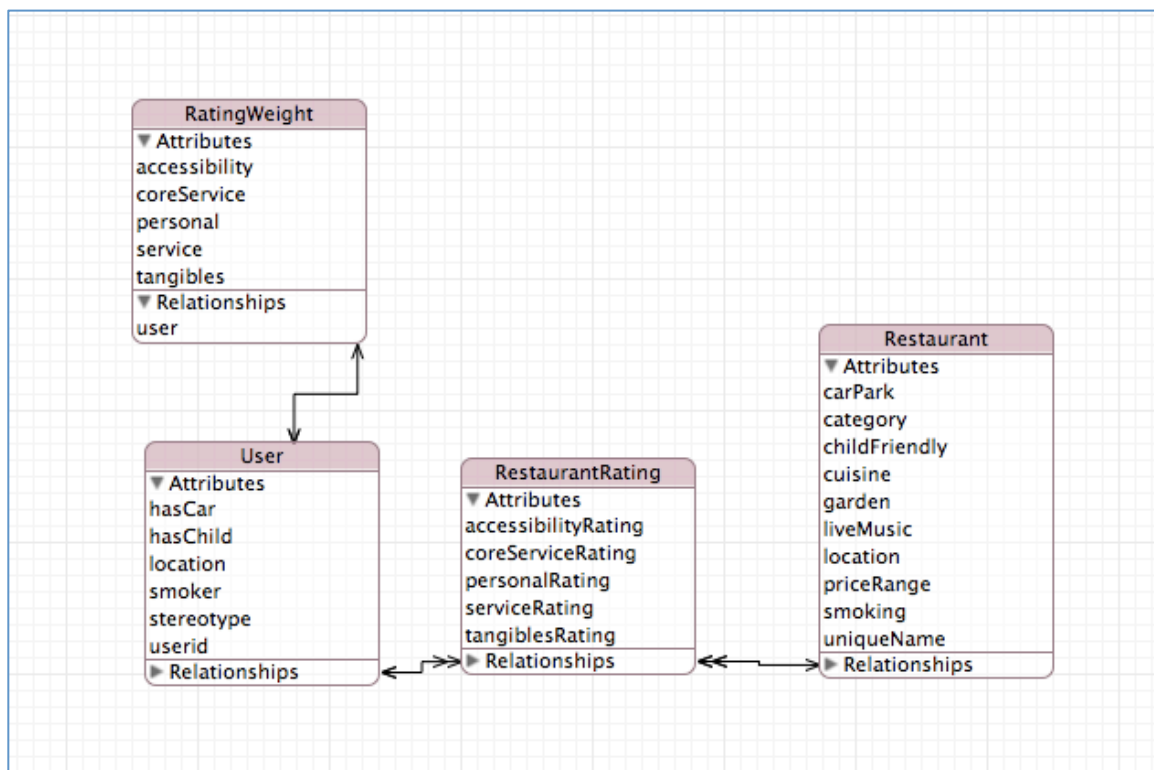 RatingWeight
Attributes
accessibility
coreService
personal
service
tangibles
Relationships
user
User
Attributes
hasCar
hasChild
location
smoker
stereotype
userid
Relationships
RestaurantRating
Attributes
accessibilityRating
coreServiceRating
personalRating
serviceRating
tangiblesRating
Relationships
Restaurant
Attributes
carPark
category
childFriendly
cuisine
garden
liveMusic
location
priceRange
smoking
uniqueName
Relationships